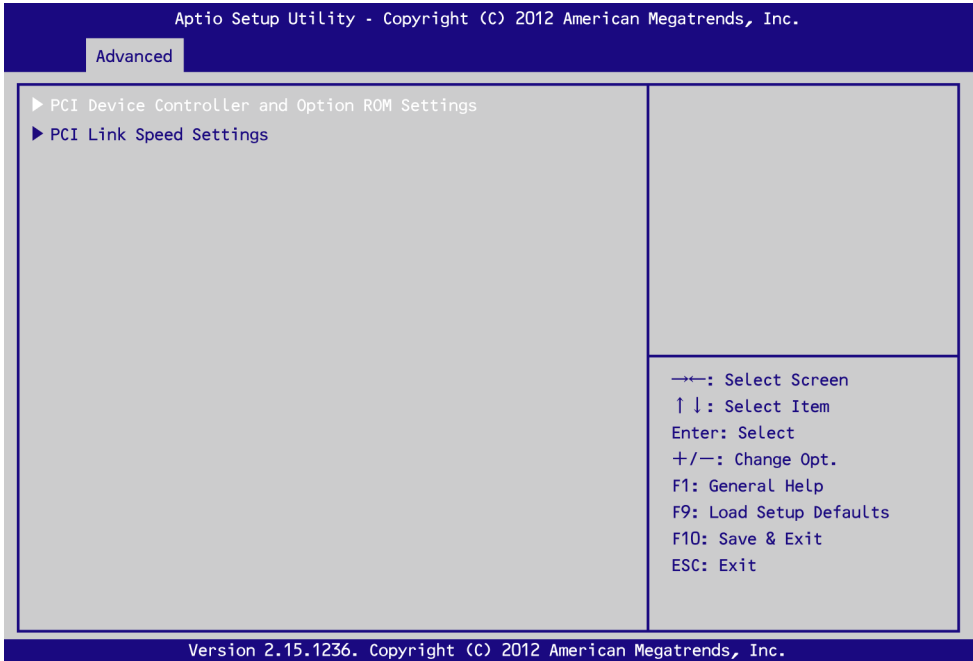 Aptio Setup Utility - Copyright (C) 2012 American Megatrends, Inc.
Advanced
▶ PCI Device Controller and Option ROM Settings
▶ PCI Link Speed Settings
→←: Select Screen
↑↓: Select Item
Enter: Select
+/-: Change Opt.
F1: General Help
F9: Load Setup Defaults
F10: Save & Exit
ESC: Exit
Version 2.15.1236. Copyright (C) 2012 American Megatrends, Inc.